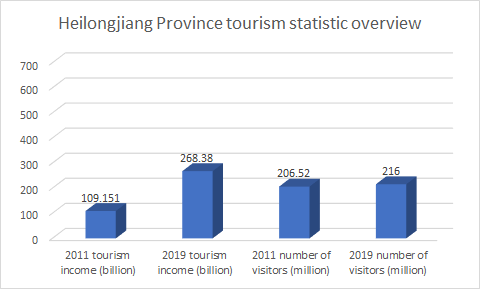 Heilongjiang Province tourism statistic overview
700
600
500
400
300
200
100
0
109.151
268.38
206.52
216
2011 tourism
income (billion)
2019 tourism
income (billion)
2011 number of
visitors (million)
2019 number of
visitors (million)